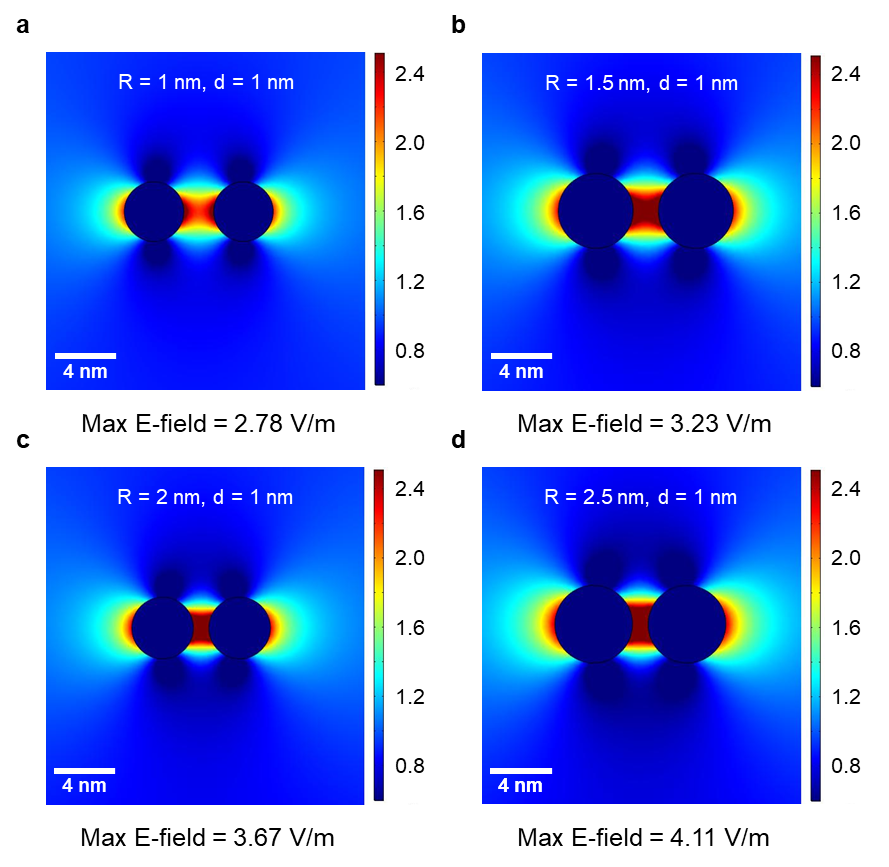 a
R = 1 nm, d = 1 nm
2.4
2.0
1.6
1.2
0.8
4 nm
Max E-field = 2.78 V/m
b
R = 1.5 nm, d = 1 nm
2.4
2.0
1.6
1.2
0.8
4 nm
Max E-field = 3.23 V/m
c
R = 2 nm, d = 1 nm
2.4
2.0
1.6
1.2
0.8
4 nm
Max E-field = 3.67 V/m
d
R = 2.5 nm, d = 1 nm
2.4
2.0
1.6
1.2
0.8
4 nm
Max E-field = 4.11 V/m